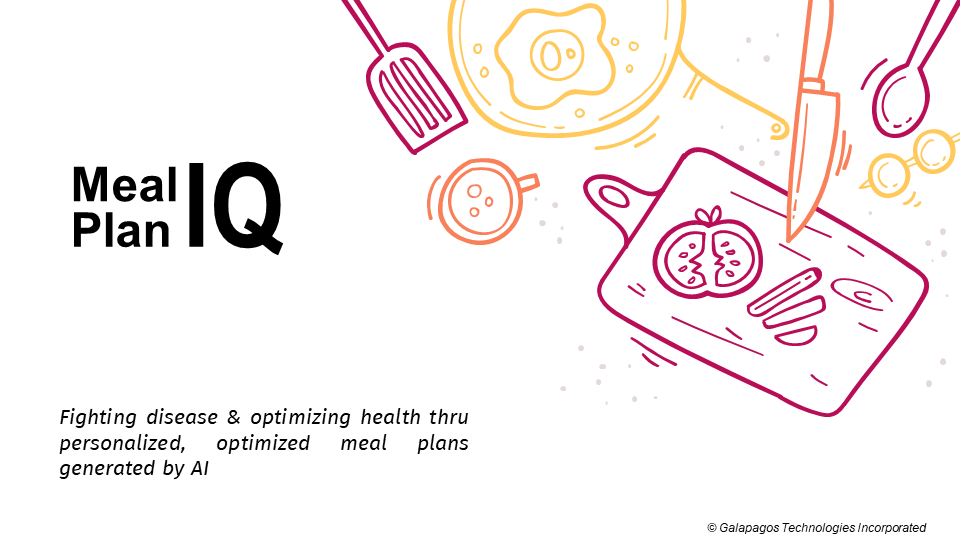 Meal
Plan IQ
Fighting disease & optimizing health thru
personalized, optimized meal plans
generated by AI
© Galapagos Technologies Incorporated